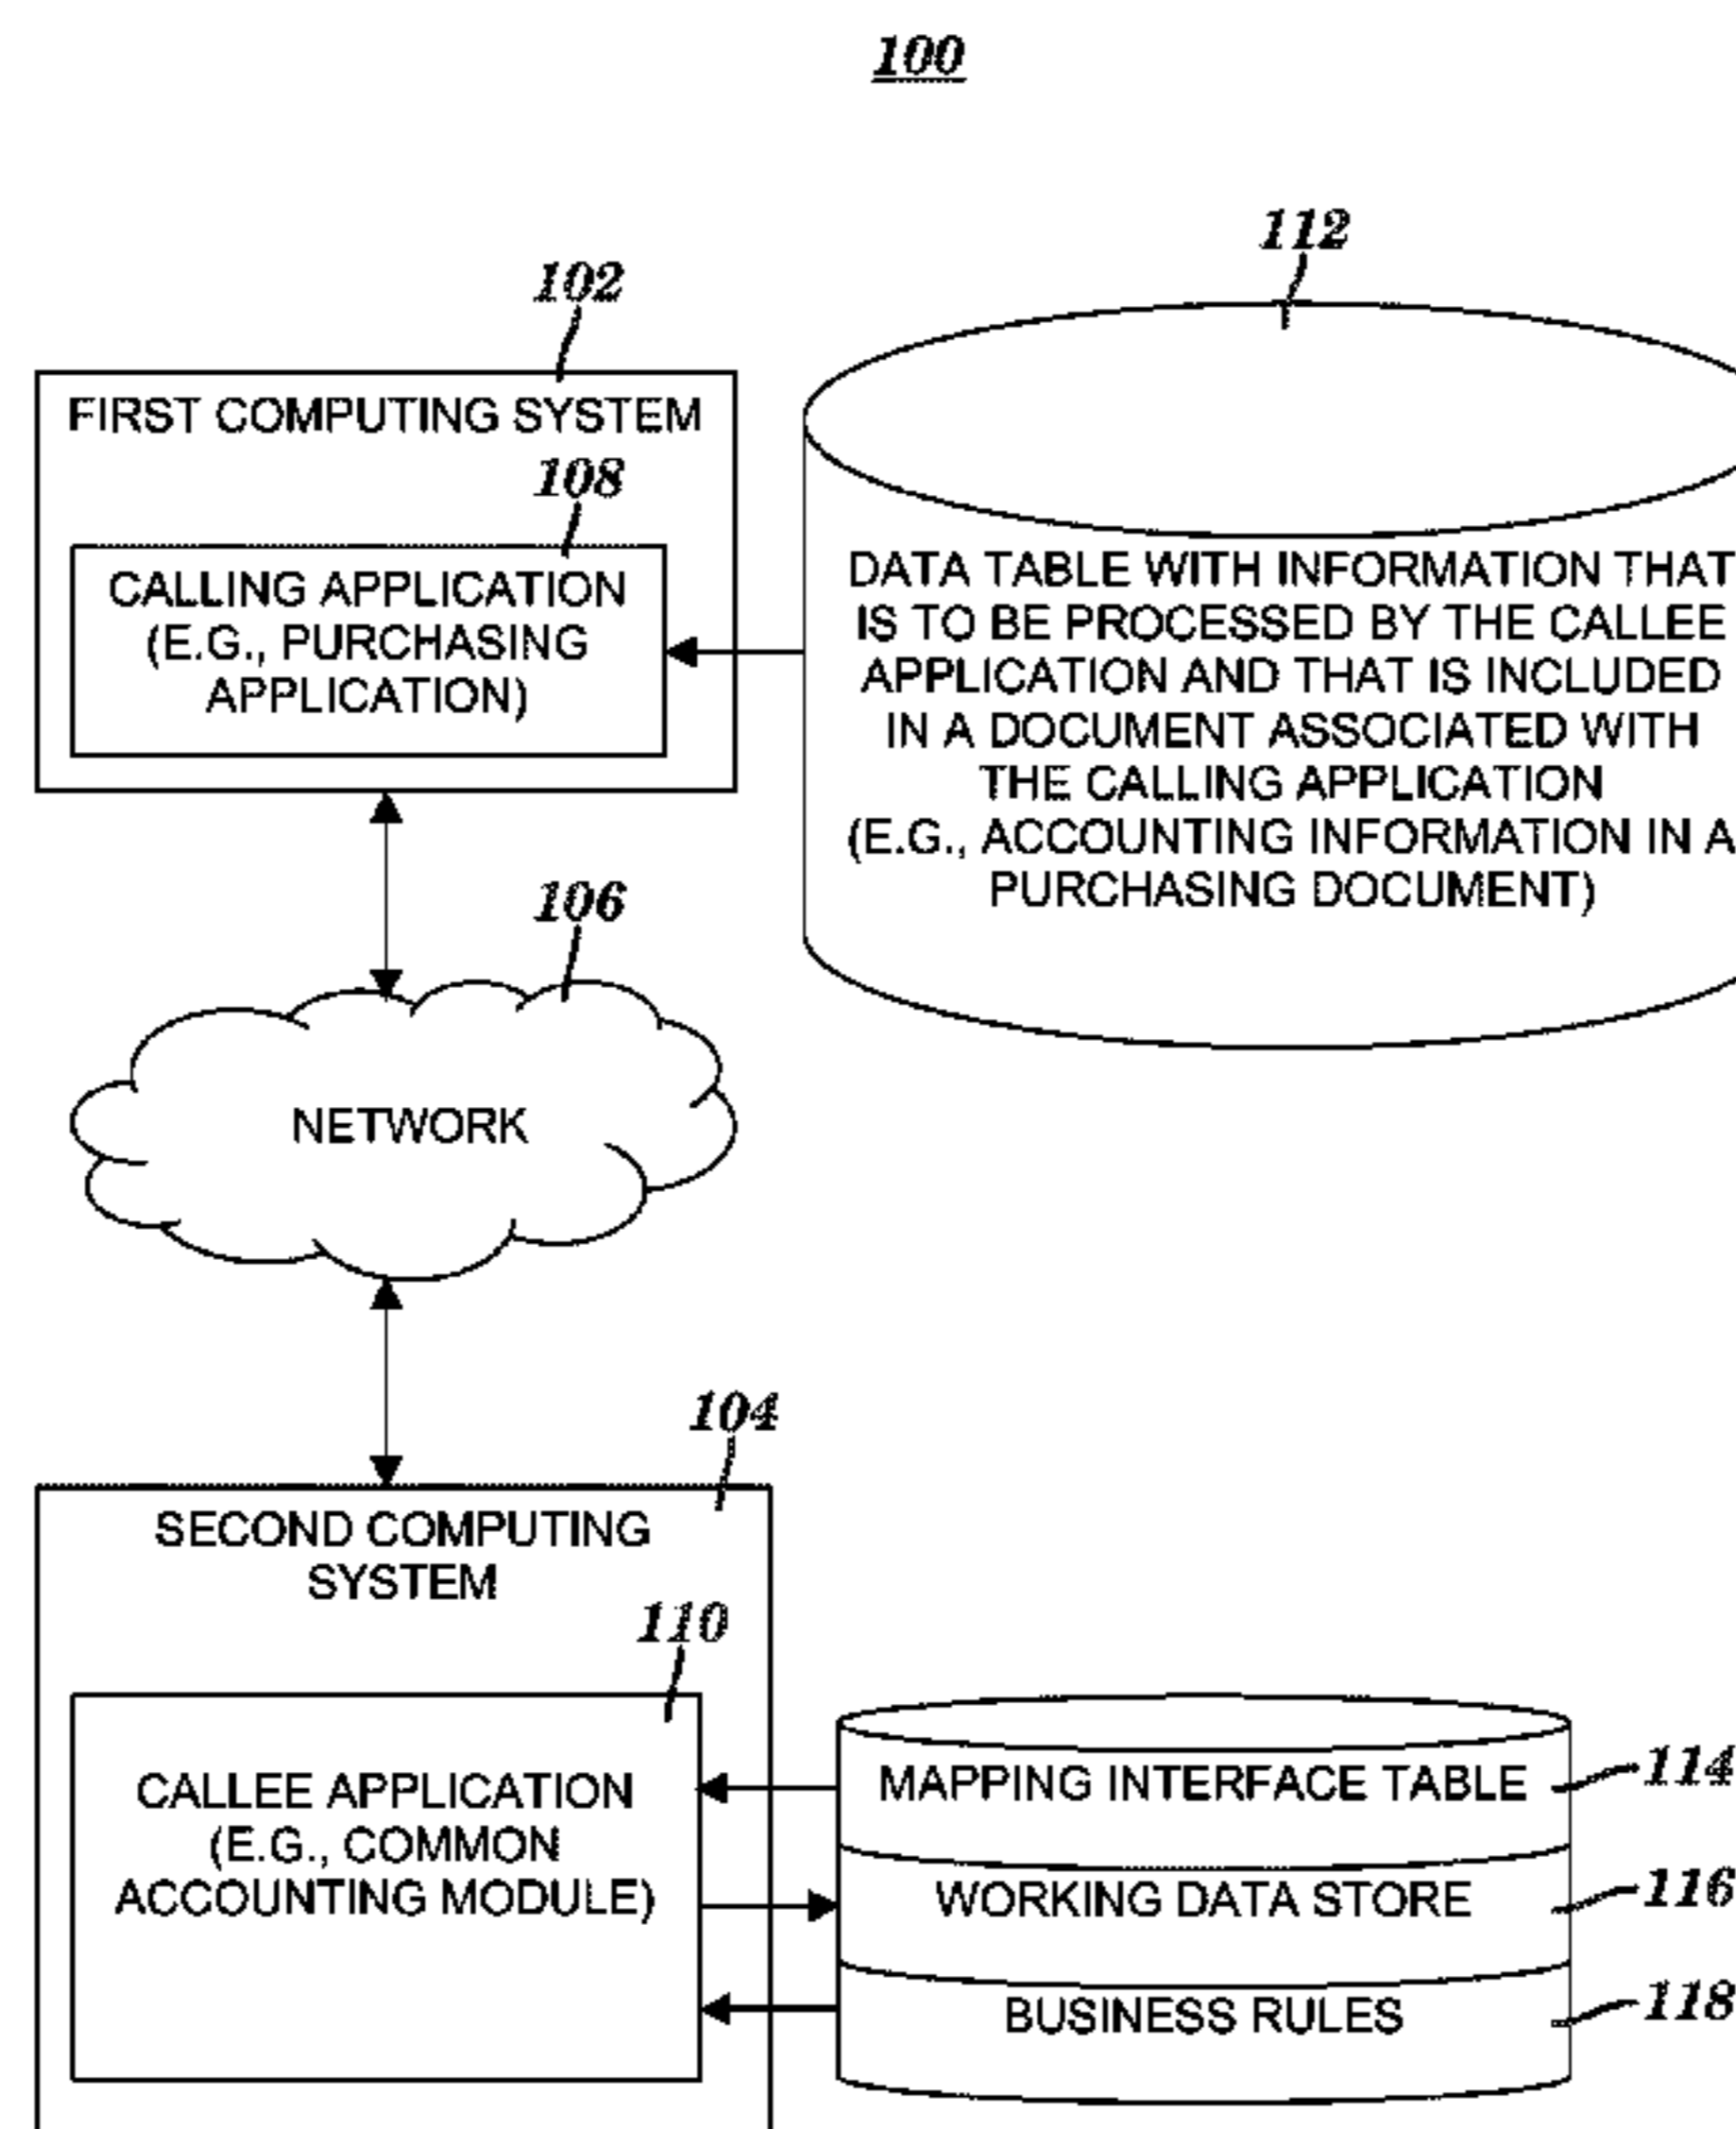 100
112
102
FIRST COMPUTING SYSTEM
108
CALLING APPLICATION
(E.G., PURCHASING
APPLICATION)
DATA TABLE WITH INFORMATION THAT
IS TO BE PROCESSED BY THE CALLEE
APPLICATION AND THAT IS INCLUDED
IN A DOCUMENT ASSOCIATED WITH
THE CALLING APPLICATION
(E.G., ACCOUNTING INFORMATION IN A
PURCHASING DOCUMENT)
106
NETWORK
104
SECOND COMPUTING
SYSTEM
110
CALLEE APPLICATION
(E.G., COMMON
ACCOUNTING MODULE)
MAPPING INTERFACE TABLE
114
WORKING DATA STORE
116
BUSINESS RULES
118